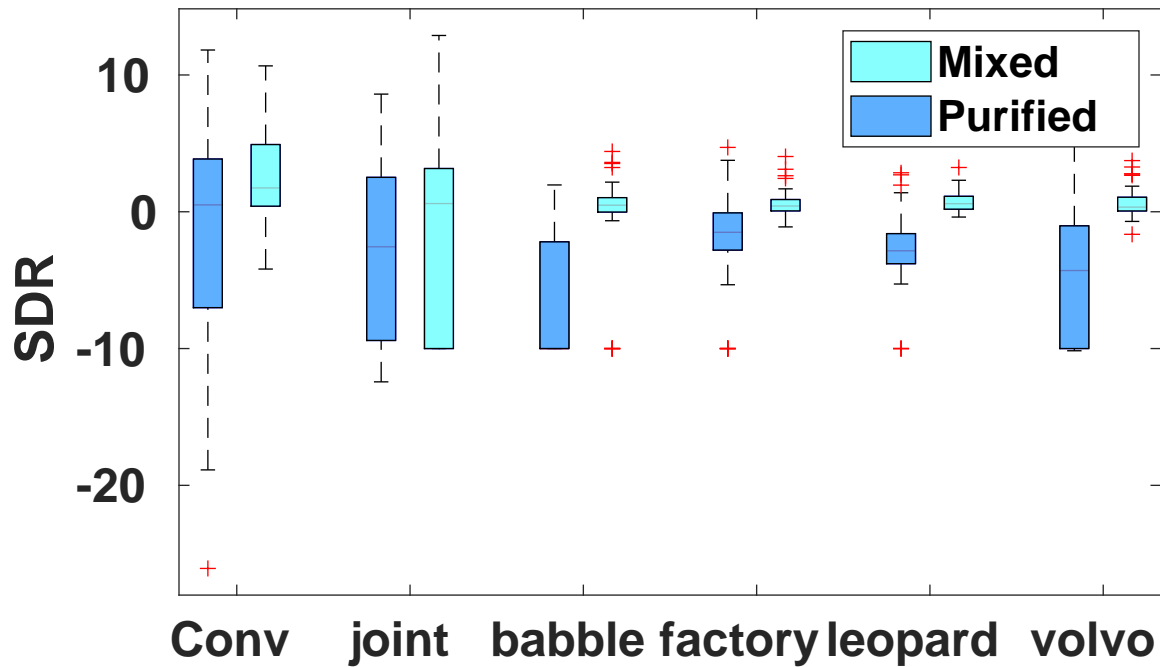 Mixed
Purified
10
0
-10
-20
SDR
Conv joint babble factory leopard volvo